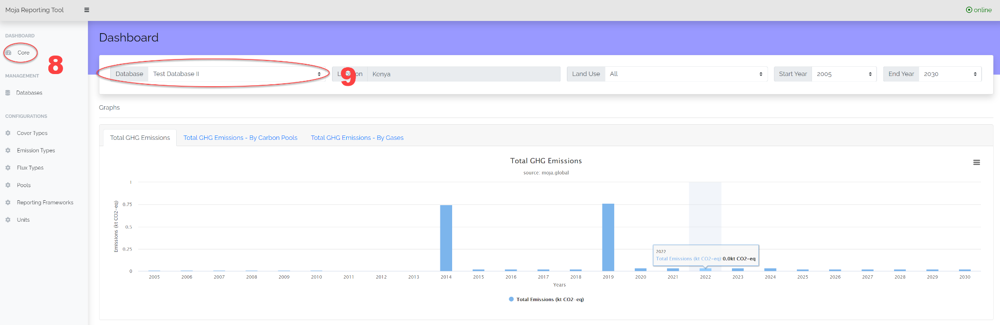 Moja Reporting Tool
online
DASHBOARD
Core
8
MANAGEMENT
Databases
CONFIGURATIONS
Cover Types
Emission Types
Flux Types
Pools
Reporting Frameworks
Units
Dashboard
Database Test Database II 9 Location Kenya Land Use All Start Year 2005 End Year 2030
Graphs
Total GHG Emissions Total GHG Emissions - By Carbon Pools Total GHG Emissions - By Gases
Total GHG Emissions
source: moja.global
Emissions (kt CO2-eq)
1
0.75
0.5
0.25
0
2022
Total Emissions (kt CO2-eq) 0.0kt CO2-eq
2005 2006 2007 2008 2009 2010 2011 2012 2013 2014 2015 2016 2017 2018 2019 2020 2021 2022 2023 2024 2025 2026 2027 2028 2029 2030
Years
Total Emissions (kt CO2-eq)